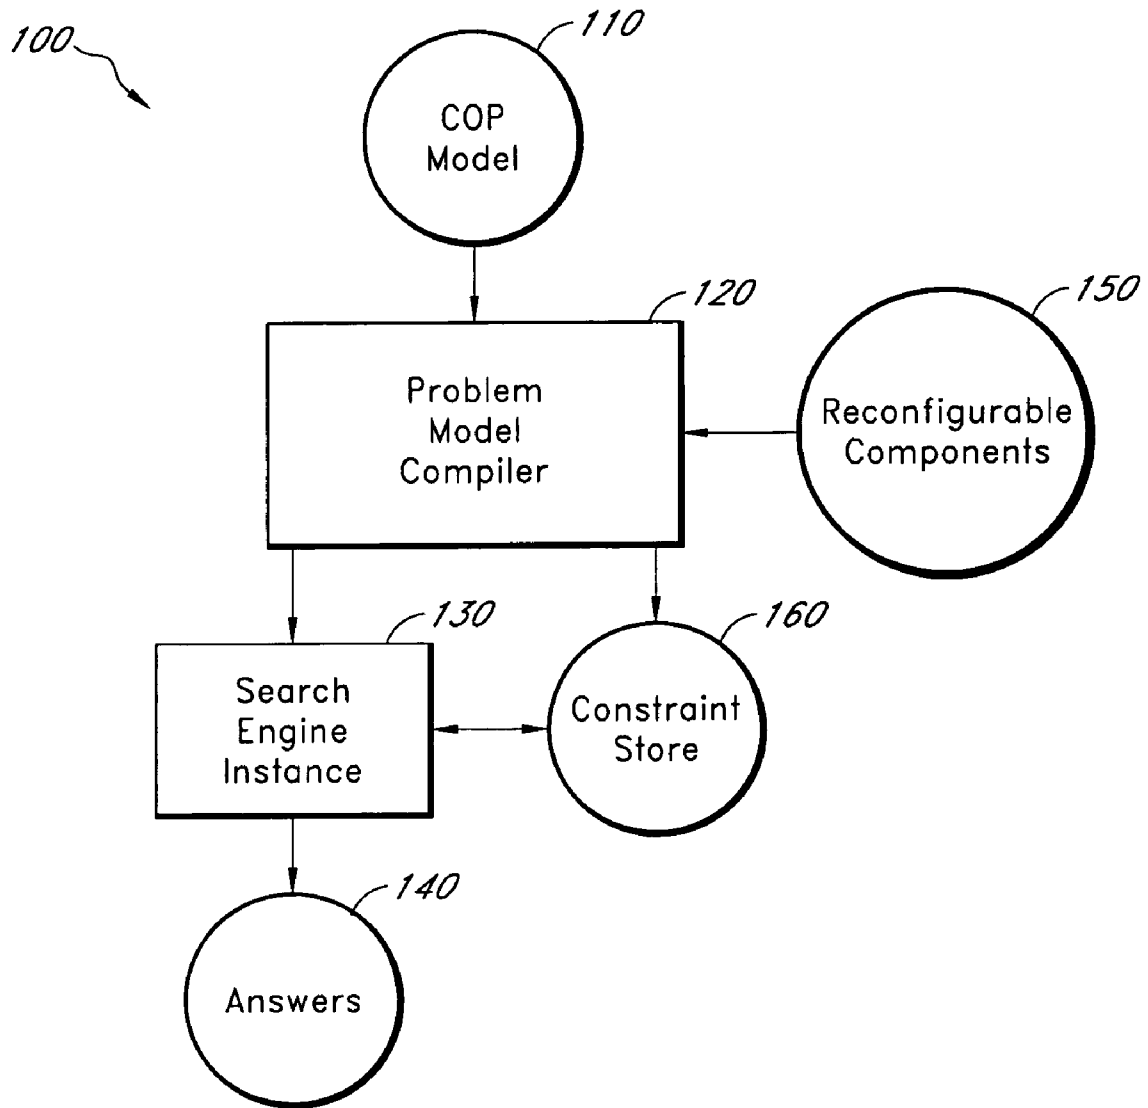 100
110
COP
Model
120
150
Problem
Model
Compiler
Reconfigurable
Components
130
160
Search
Engine
Instance
Constraint
Store
140
Answers